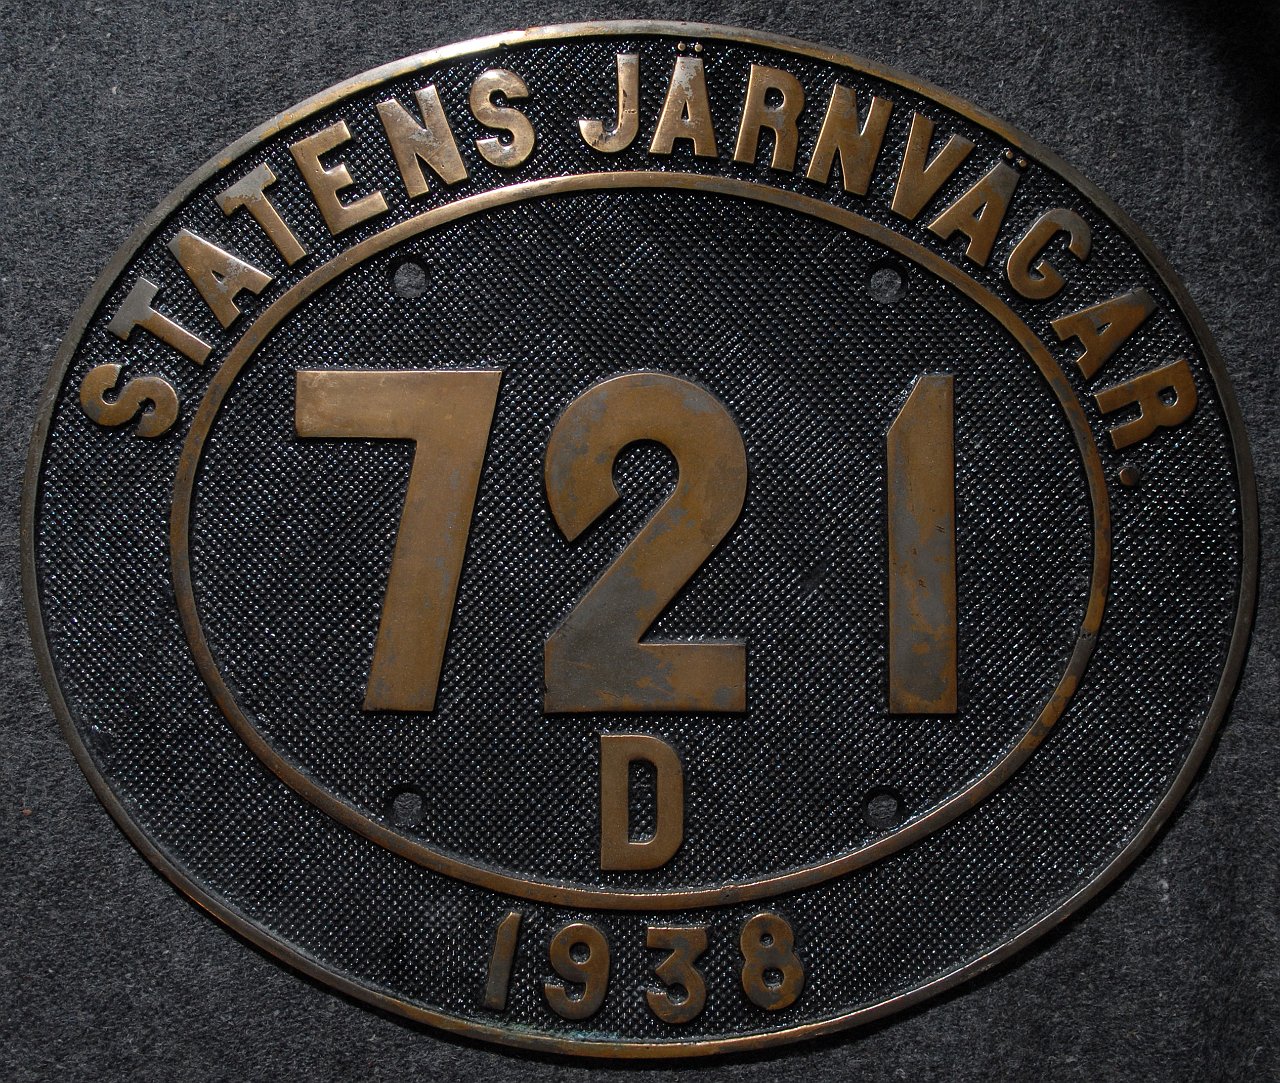 STATENS JÄRNVÄGAR.
721
D
1938